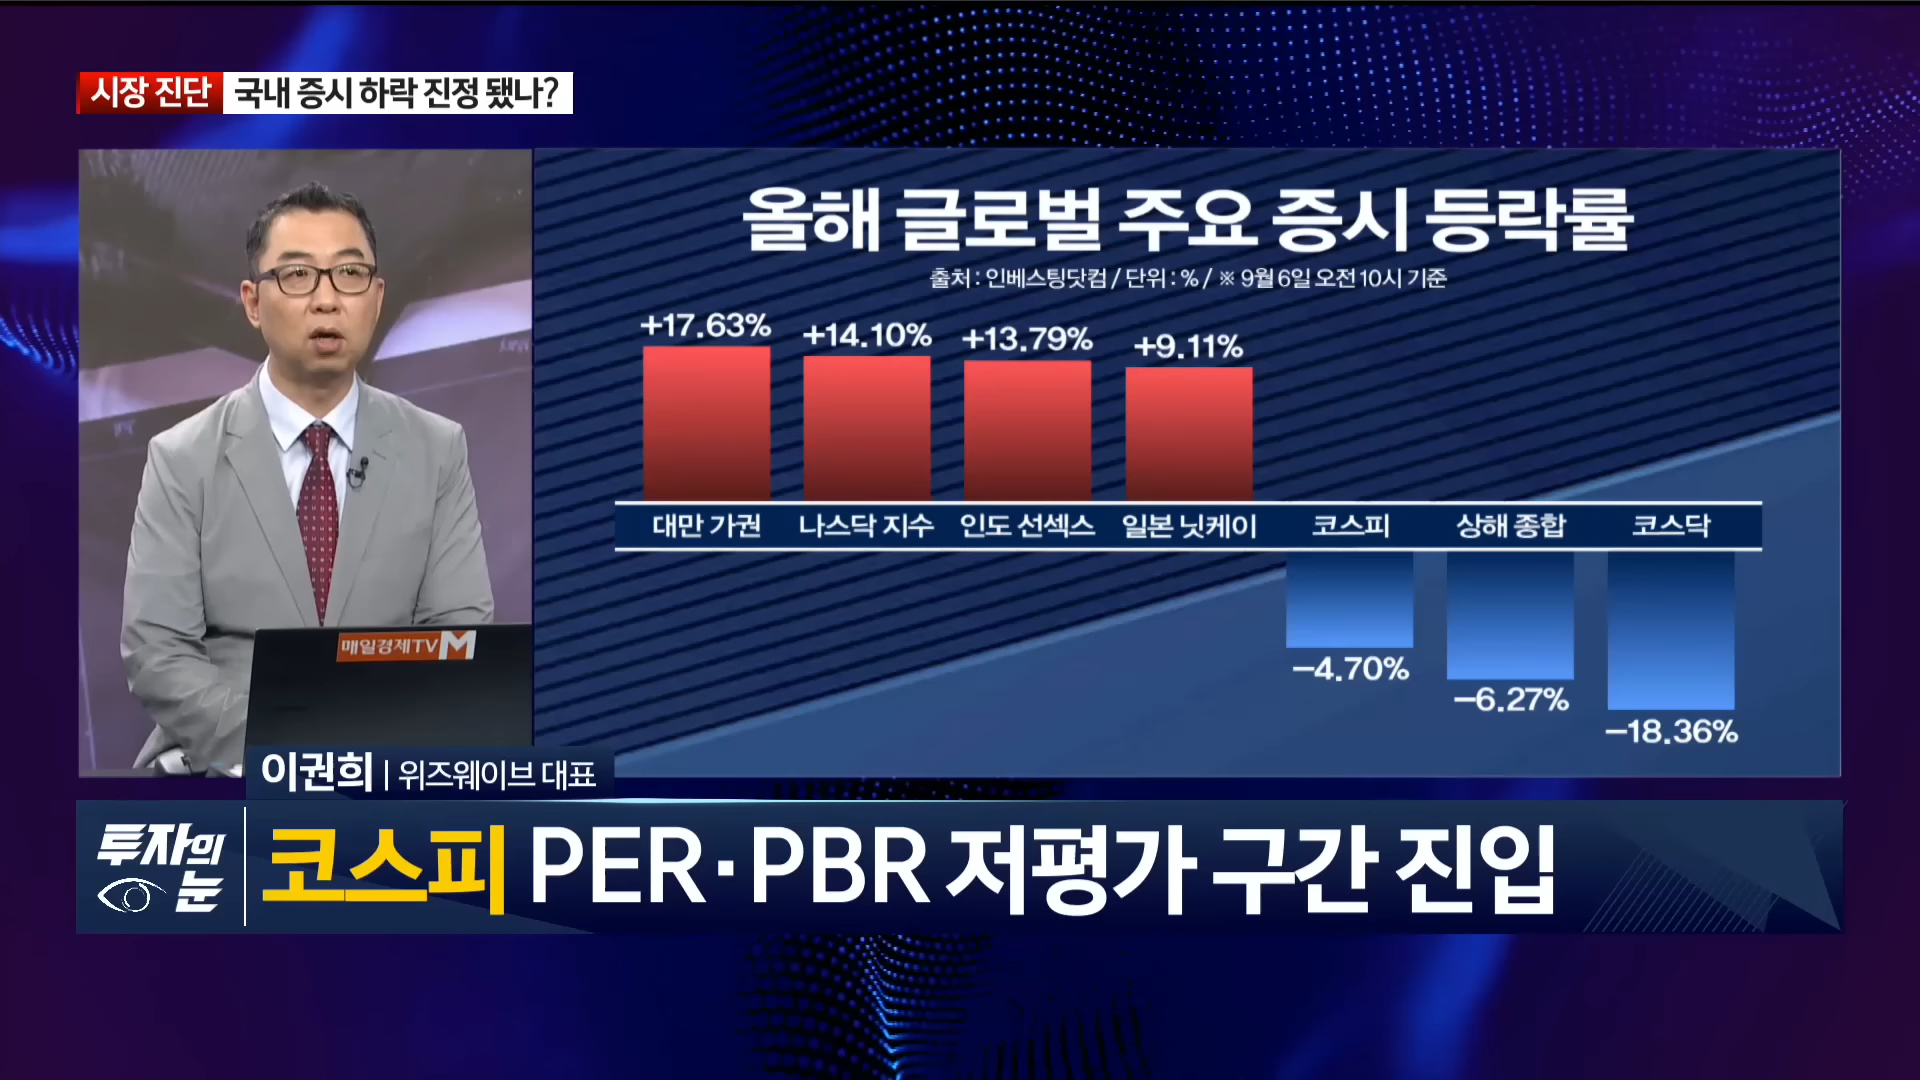 시장 진단 국내 증시 하락 진정 됐나?
올해 글로벌 주요 증시 등락률
출처 : 인베스팅닷컴 / 단위 : % / ※ 9월 6일 오전 10시 기준
+17.63% +14.10% +13.79% +9.11%
대만 가권 나스닥 지수 인도 선섹스 일본 닛케이 코스피 상해 종합 코스닥
-4.70% -6.27% -18.36%
매일경제TV M
이권희 | 위즈웨이브 대표
투자의 눈
코스피 PER·PBR 저평가 구간 진입